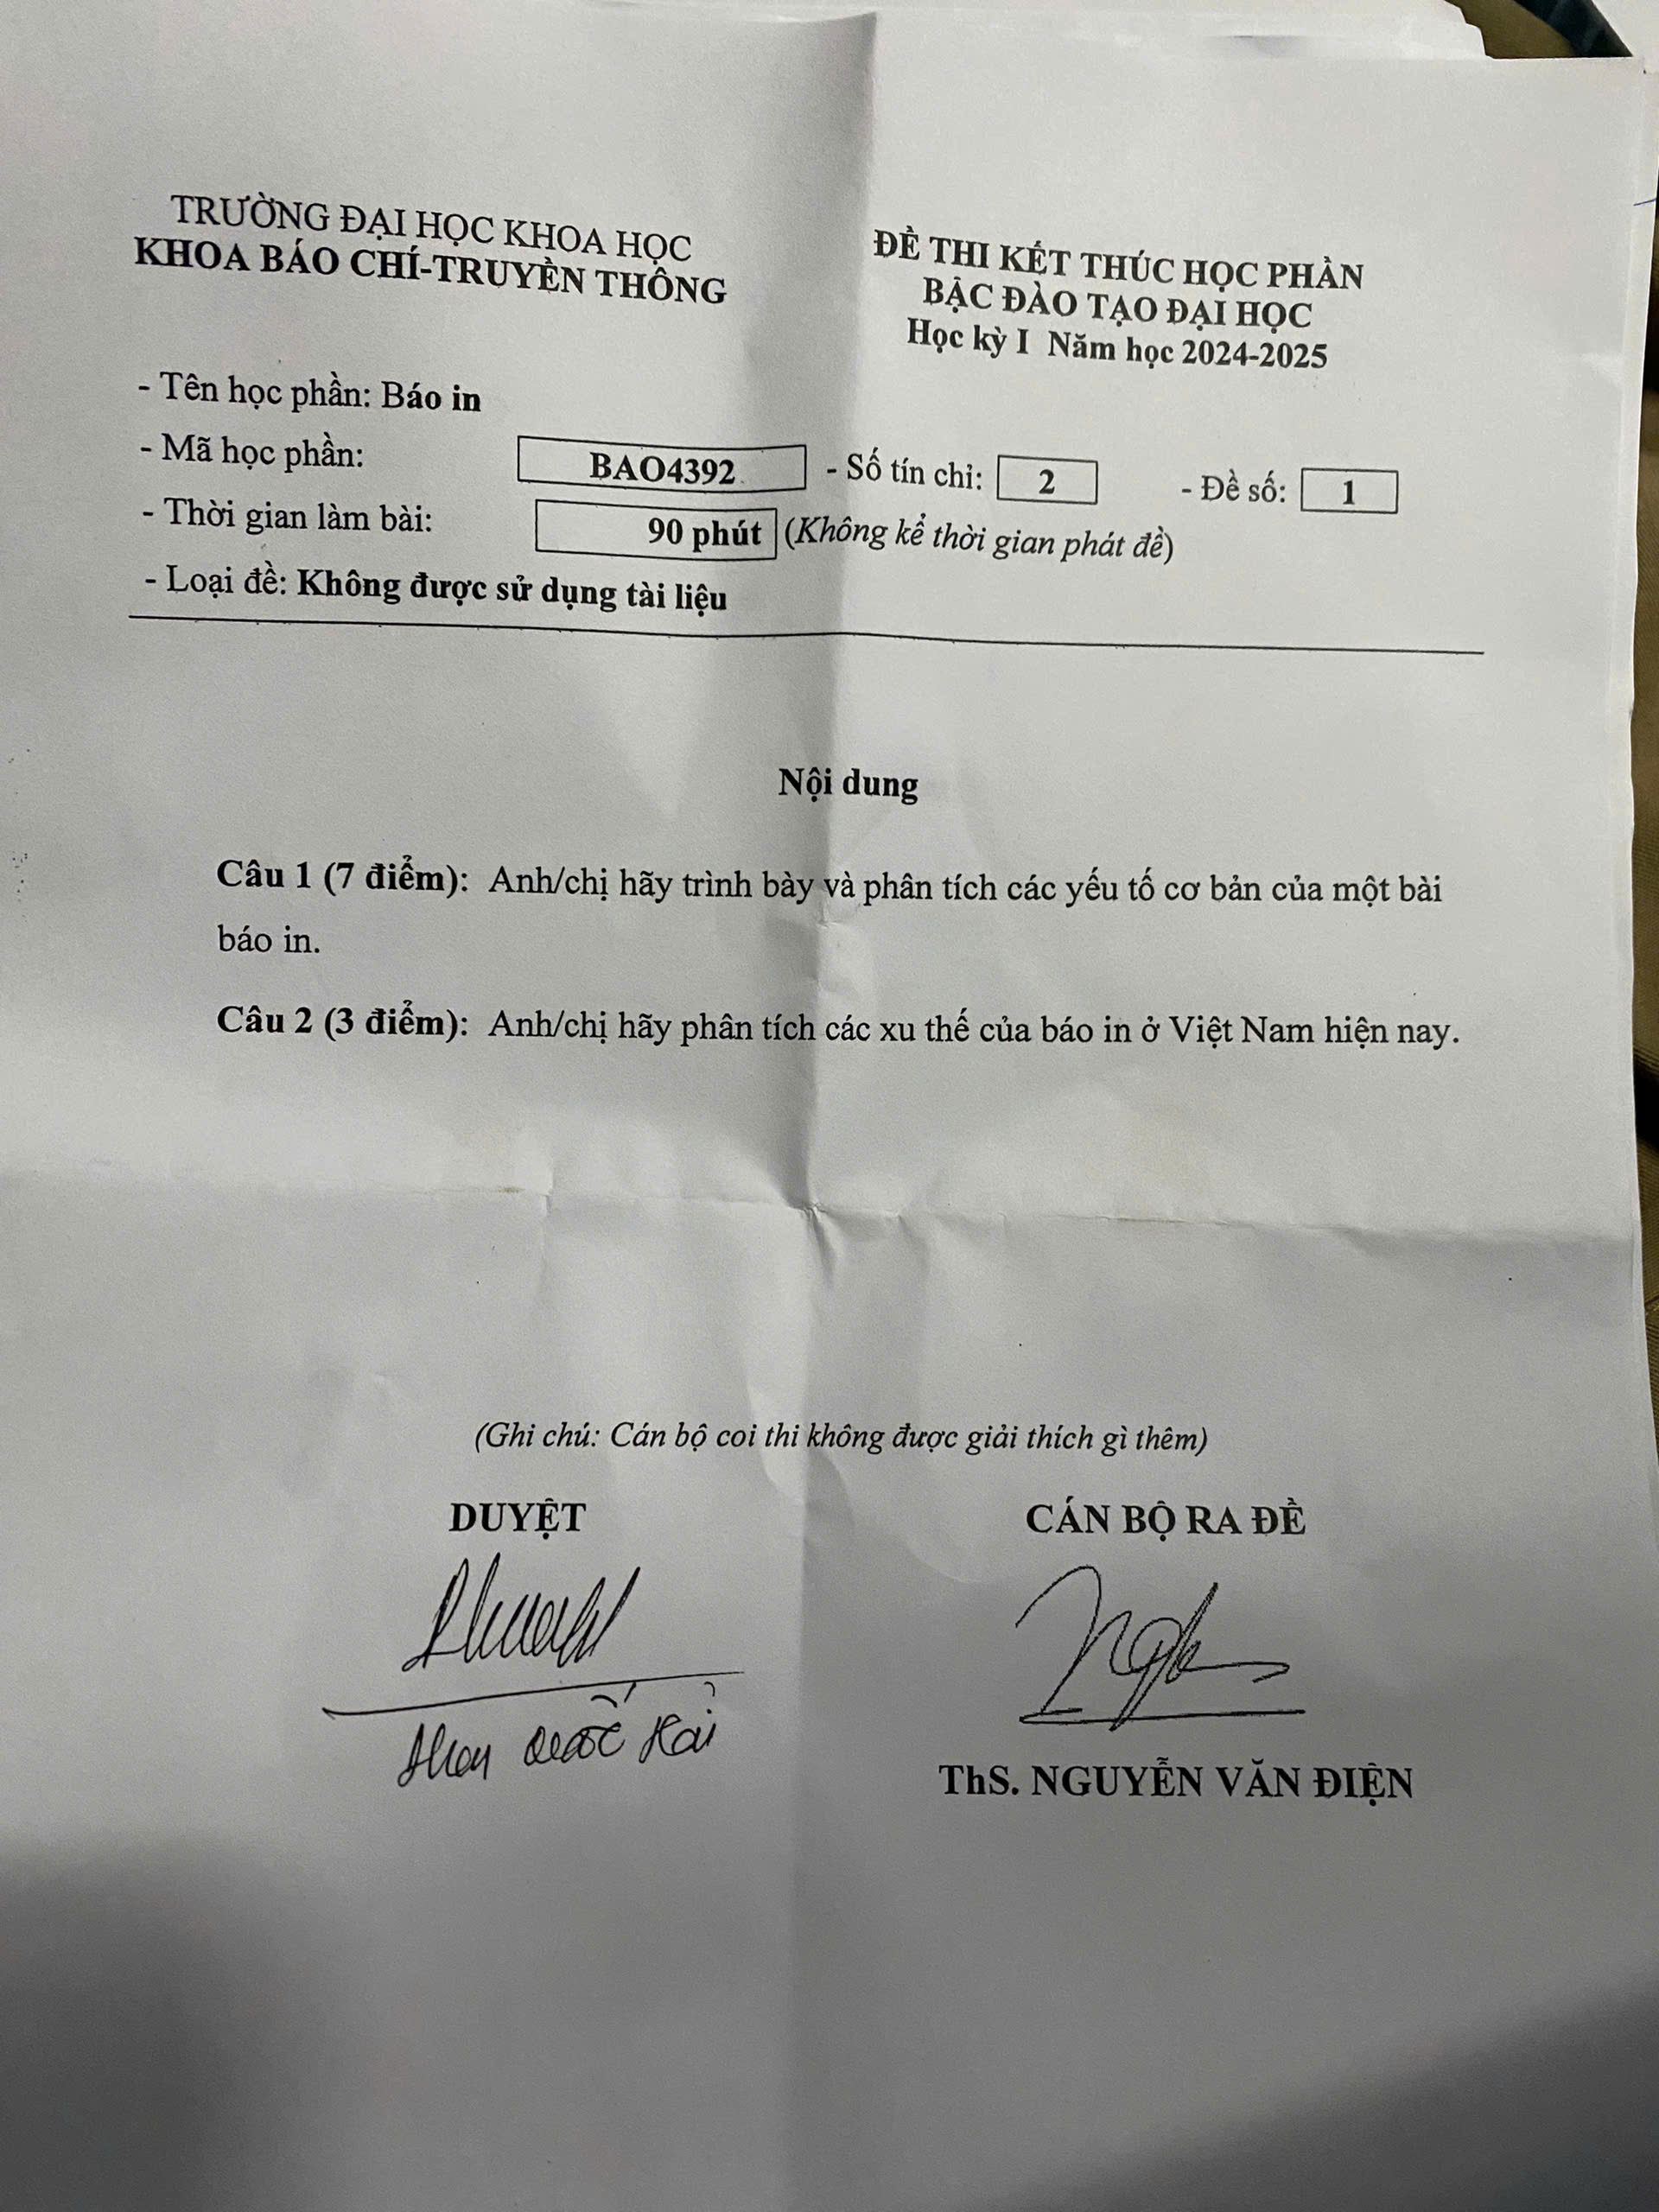 TRƯỜNG ĐẠI HỌC KHOA HỌC
KHOA BÁO CHÍ-TRUYỀN THÔNG
ĐỀ THI KẾT THÚC HỌC PHẦN
BẬC ĐÀO TẠO ĐẠI HỌC
Học kỳ I Năm học 2024-2025
- Tên học phần: Báo in
- Mã học phần: BAO4392 - Số tín chỉ: 2 - Đề số: 1
- Thời gian làm bài: 90 phút (Không kể thời gian phát đề)
- Loại đề: Không được sử dụng tài liệu
Nội dung
Câu 1 (7 điểm): Anh/chị hãy trình bày và phân tích các yếu tố cơ bản của một bài
báo in.
Câu 2 (3 điểm): Anh/chị hãy phân tích các xu thế của báo in ở Việt Nam hiện nay.
(Ghi chú: Cán bộ coi thi không được giải thích gì thêm)
DUYỆT
CÁN BỘ RA ĐỀ
Quốc Hải
ThS. NGUYỄN VĂN ĐIỆN